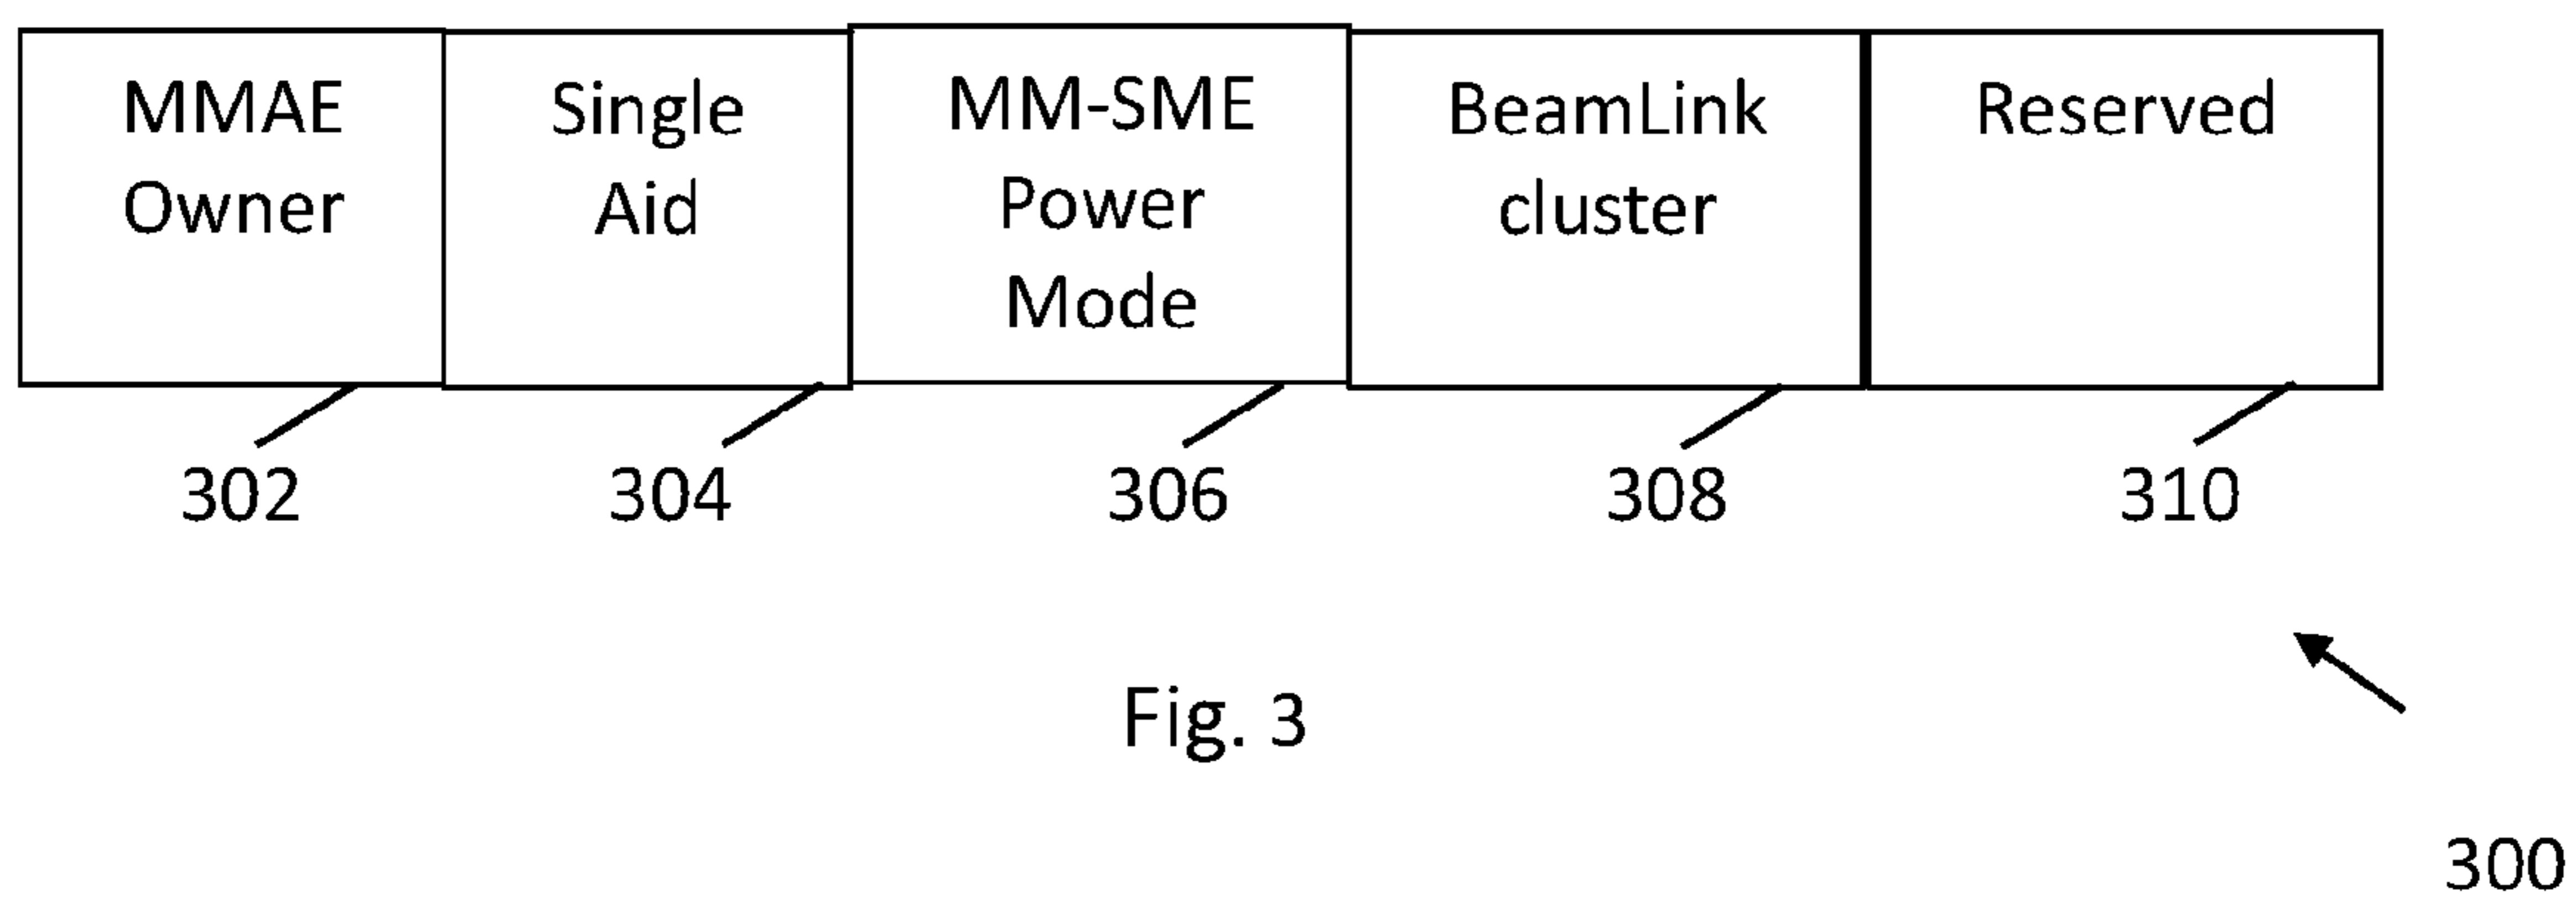 MMAE
Owner
Single
Aid
MM-SME
Power
Mode
BeamLink
cluster
Reserved
302
304
306
308
310
Fig. 3
300